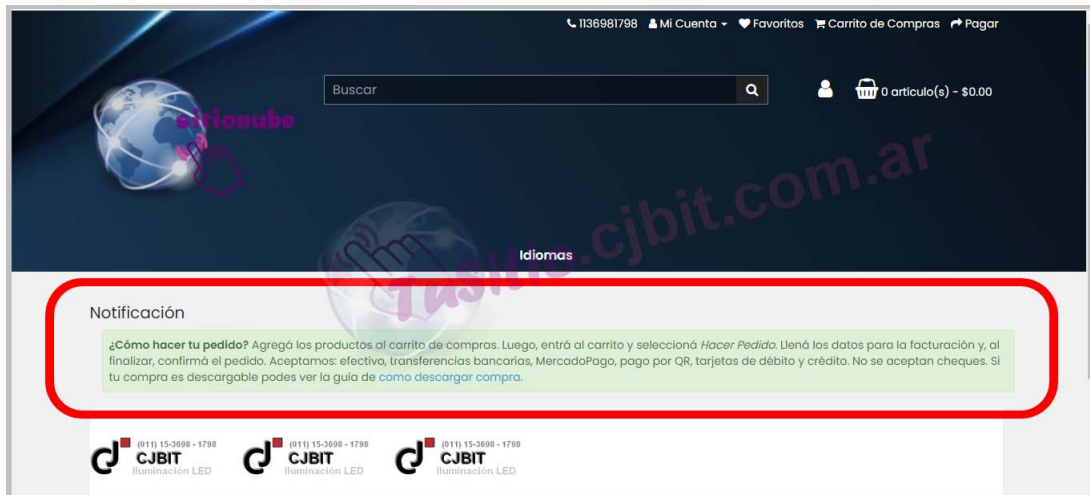 1136981798 Mi Cuenta Favoritos Carrito de Compras Pagar
Buscar
0 artículo(s) - $0.00
sitionube
TuSitio.cjbit.com.ar
Idiomas
Notificación
¿Cómo hacer tu pedido? Agregá los productos al carrito de compras. Luego, entrá al carrito y seleccioná Hacer Pedido. Llená los datos para la facturación y, al
finalizar, confirmá el pedido. Aceptamos: efectivo, transferencias bancarias, MercadoPago, pago por QR, tarjetas de débito y crédito. No se aceptan cheques. Si
tu compra es descargable podes ver la guía de como descargar compra.
(011) 15-3698 - 1798 (011) 15-3698 - 1798 (011) 15-3698 - 1798
CJBIT CJBIT CJBIT
Iluminación LED Iluminación LED Iluminación LED